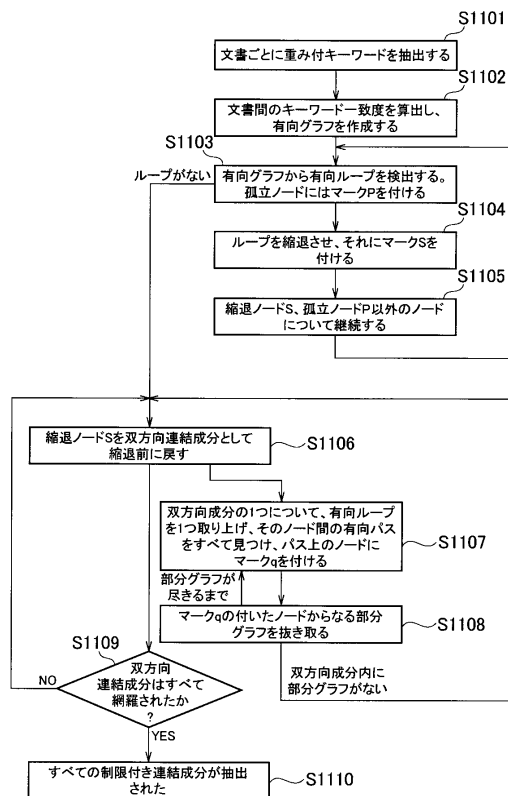 S1101
文書ごとに重み付キーワードを抽出する
S1102
文書間のキーワード一致度を算出し、
有向グラフを作成する
S1103
ループがない
有向グラフから有向ループを検出する。
孤立ノードにはマークPを付ける
S1104
ループを縮退させ、それにマークSを
付ける
S1105
縮退ノードS、孤立ノードP以外のノード
について継続する
縮退ノードSを双方向連結成分として
縮退前に戻す
S1106
双方向成分の1つについて、有向ループ
を1つ取り上げ、そのノード間の有向パス
をすべて見つけ、パス上のノードに
マークqを付ける
S1107
部分グラフが
尽きるまで
マークqの付いたノードからなる部分
グラフを抜き取る
S1108
双方向成分内に
部分グラフがない
S1109
双方向
連結成分はすべて
網羅されたか
?
NO
YES
すべての制限付き連結成分が抽出
された
S1110